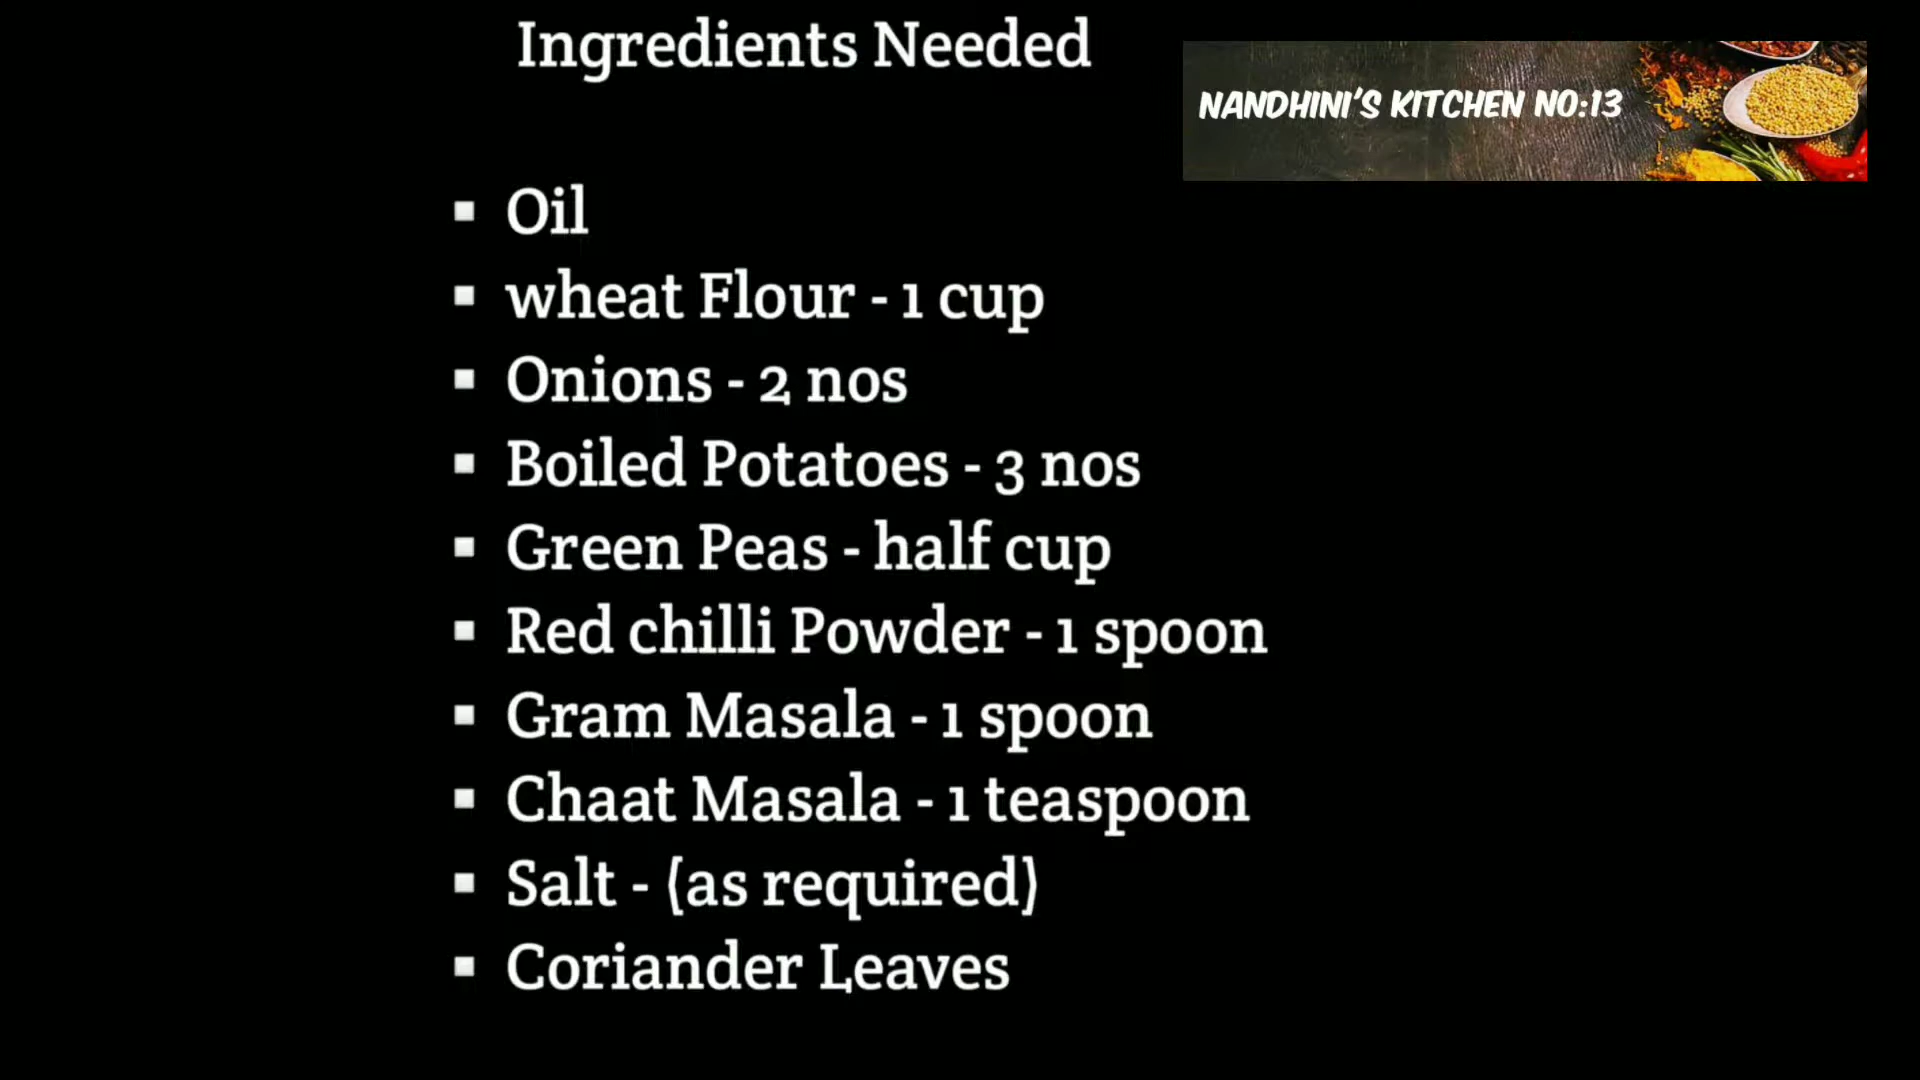 Ingredients Needed
NANDHINI'S KITCHEN NO:13
▪ Oil
▪ wheat Flour - 1 cup
▪ Onions - 2 nos
▪ Boiled Potatoes - 3 nos
▪ Green Peas - half cup
▪ Red chilli Powder - 1 spoon
▪ Gram Masala - 1 spoon
▪ Chaat Masala - 1 teaspoon
▪ Salt - (as required)
▪ Coriander Leaves